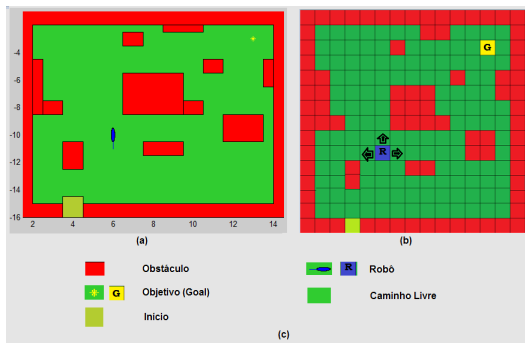 -4
-6
-8
-10
-12
-14
-16
2
4
6
8
10
12
14
(a)
G
R
(b)
Obstáculo
G
Objetivo (Goal)
Início
R
Robô
Caminho Livre
(c)